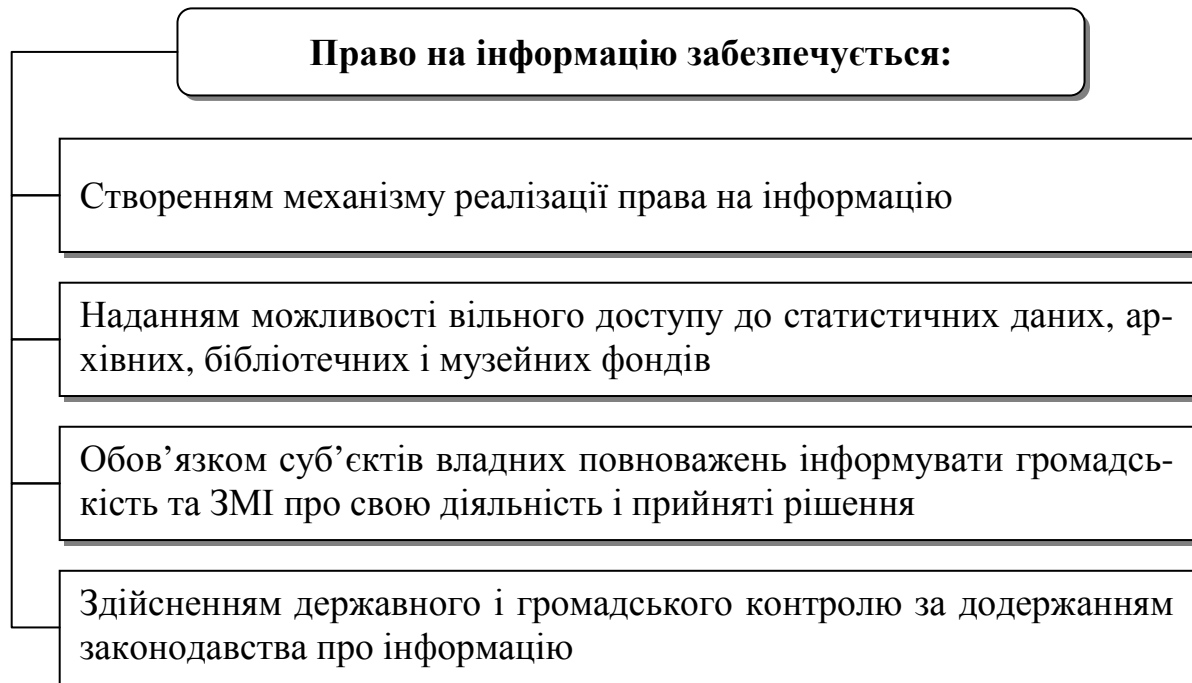 Право на інформацію забезпечується:
Створенням механізму реалізації права на інформацію
Наданням можливості вільного доступу до статистичних даних, ар-
хівних, бібліотечних і музейних фондів
Обов’язком суб’єктів владних повноважень інформувати громадсь-
кість та ЗМІ про свою діяльність і прийняті рішення
Здійсненням державного і громадського контролю за додержанням
законодавства про інформацію